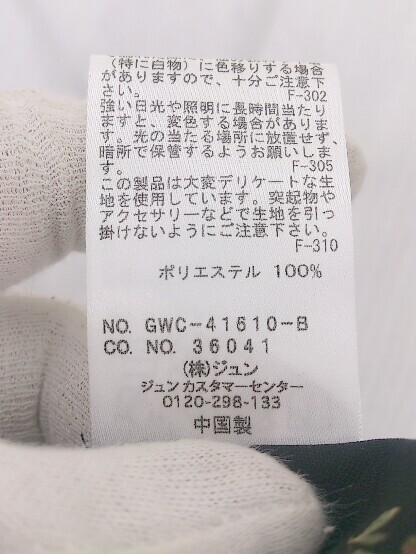 (特に白物)に色移りする場合
がありますので、十分ご注意下
さい。
F-302
強い日光や照明に長時間当たり
ますと、変色する場合がありま
す。光の当たる場所に放置せず、
暗所で保管するようお願いしま
す。
F-305
この製品は大変デリケートな生
地を使用しています。突起物や
アクセサリーなどで生地を引っ
掛けないようにご注意下さい。
F-310
ポリエステル 100%
NO. GWC-41610-B
CO. NO. 36041
(株)ジュン
ジュンカスタマーセンター
0120-298-133
中国製